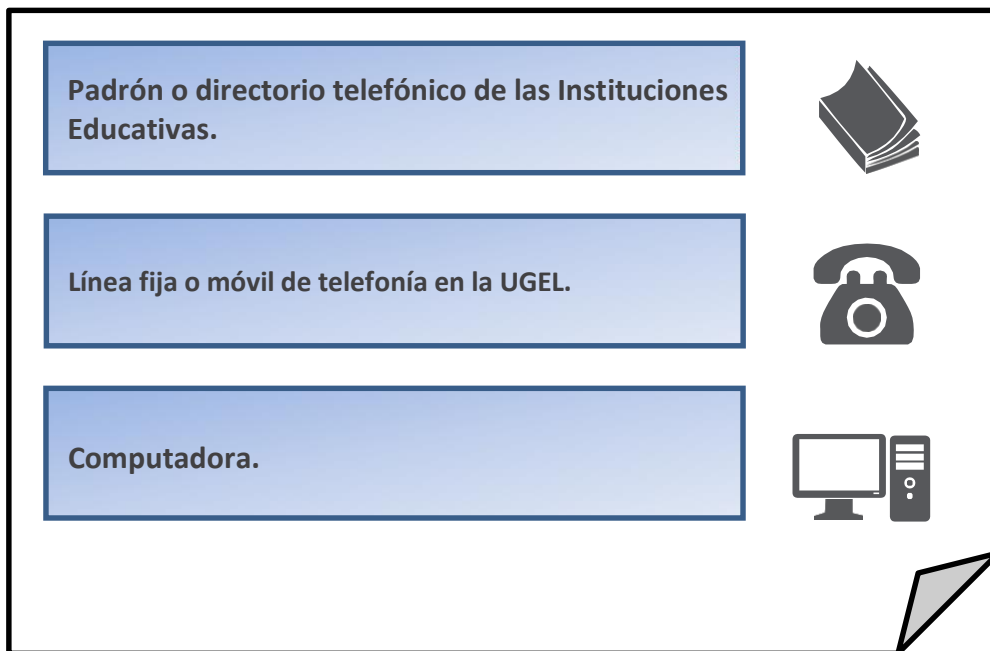 Padrón o directorio telefónico de las Instituciones
Educativas.
Línea fija o móvil de telefonía en la UGEL.
Computadora.